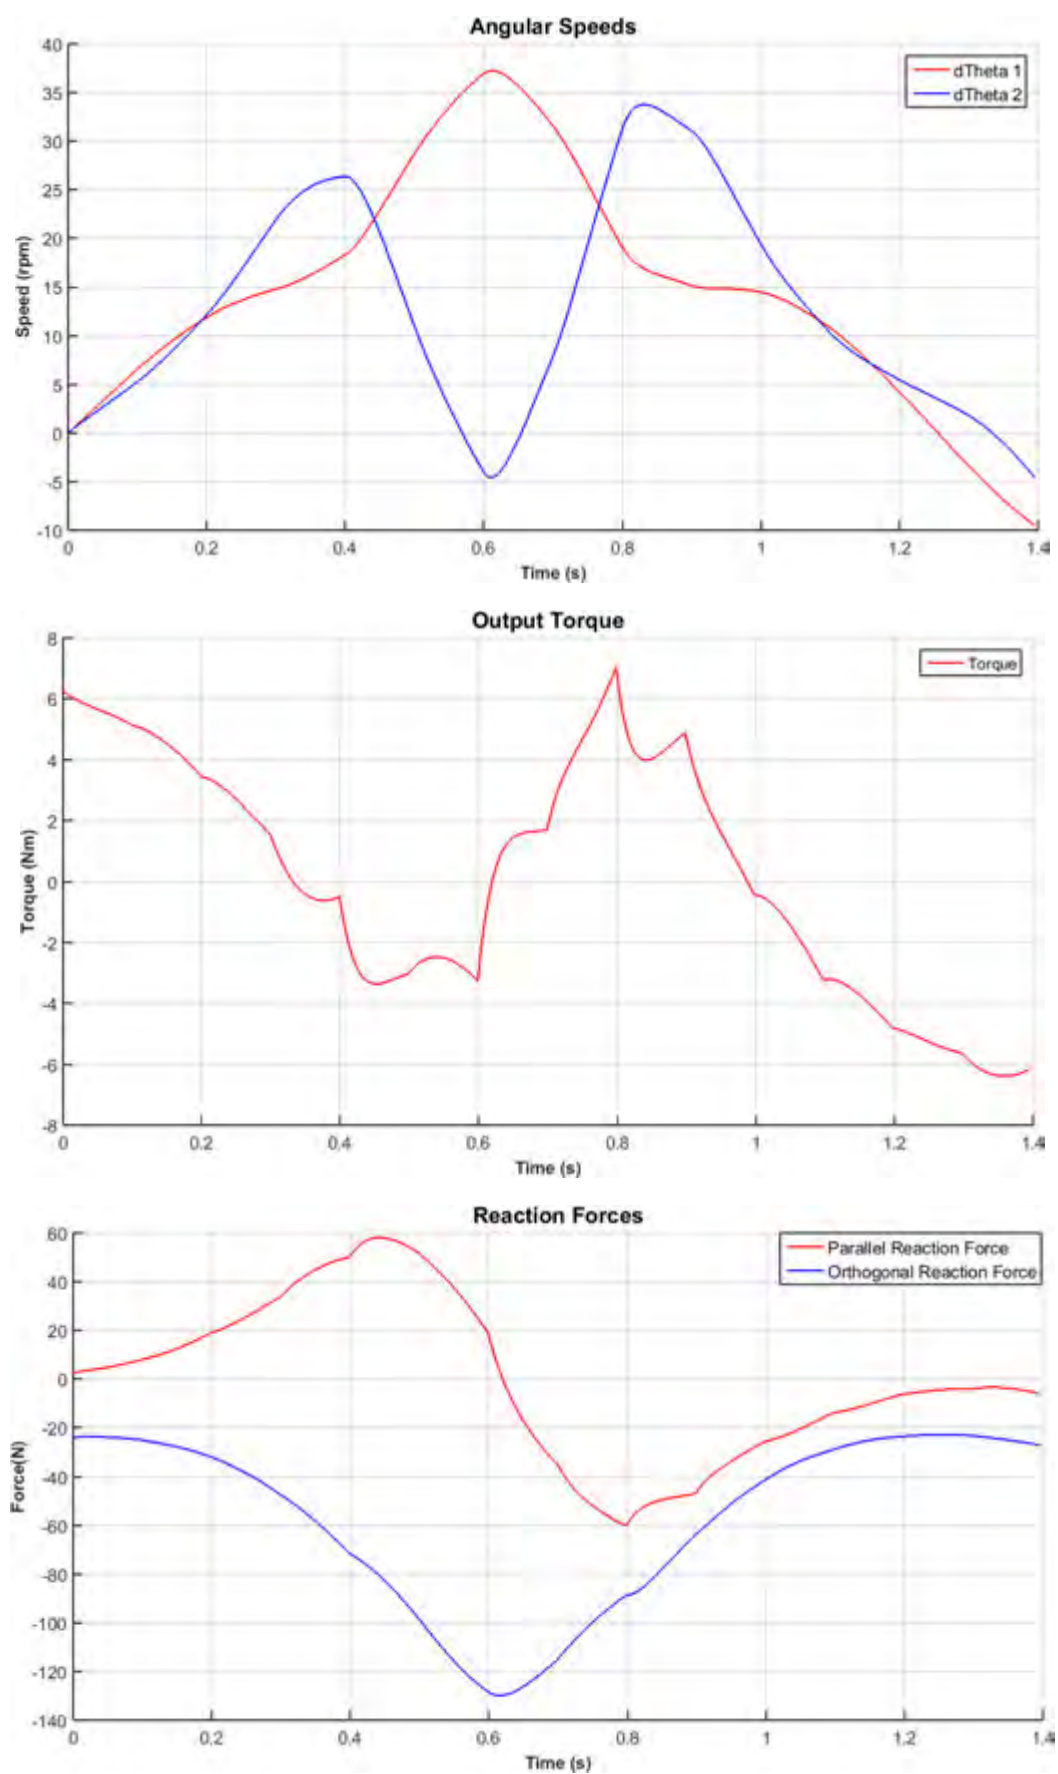 Angular Speeds
40
35
30
25
20
15
10
5
0
-5
-10
Speed (rpm)
dTheta 1
dTheta 2
0 0.2 0.4 0.6 0.8 1 1.2 1.4
Time (s)
Output Torque
8
6
4
2
0
-2
-4
-6
-8
Torque (Nm)
Torque
0 0.2 0.4 0.6 0.8 1 1.2 1.4
Time (s)
Reaction Forces
60
40
20
0
-20
-40
-60
-80
-100
-120
-140
Force(N)
Parallel Reaction Force
Orthogonal Reaction Force
0 0.2 0.4 0.6 0.8 1 1.2 1.4
Time (s)